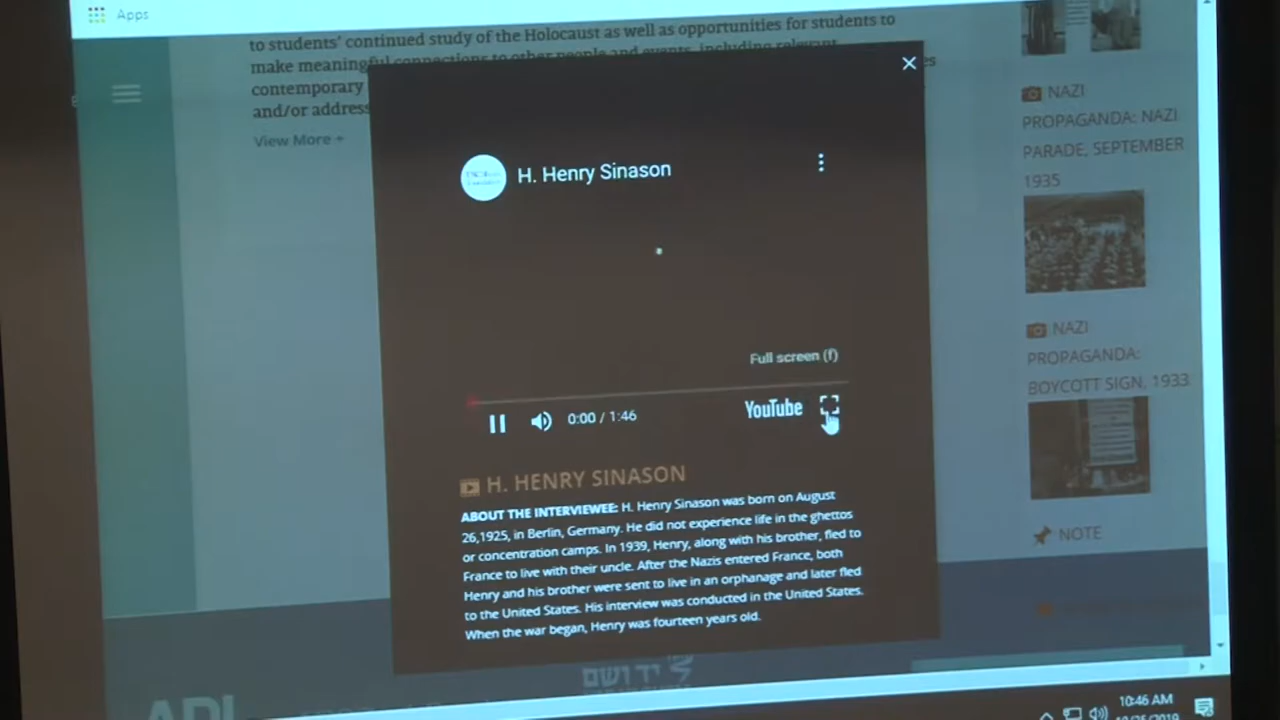 Apps
to students' continued study of the Holocaust as well as opportunities for students to
make meaningful connections to other people and events, including relevant
contemporary
and/or address
View More +
NAZI
PROPAGANDA: NAZI
PARADE, SEPTEMBER
1935
H. Henry Sinason
Full screen (f)
0:00 / 1:46
YouTube
NAZI
PROPAGANDA:
BOYCOTT SIGN, 1933
H. HENRY SINASON
ABOUT THE INTERVIEWEE: H. Henry Sinason was born on August
26,1925, in Berlin, Germany. He did not experience life in the ghettos
or concentration camps. In 1939, Henry, along with his brother, fled to
France to live with their uncle. After the Nazis entered France, both
Henry and his brother were sent to live in an orphanage and later fled
to the United States. His interview was conducted in the United States.
When the war began, Henry was fourteen years old.
NOTE
ADL
יד ושם
10:46 AM